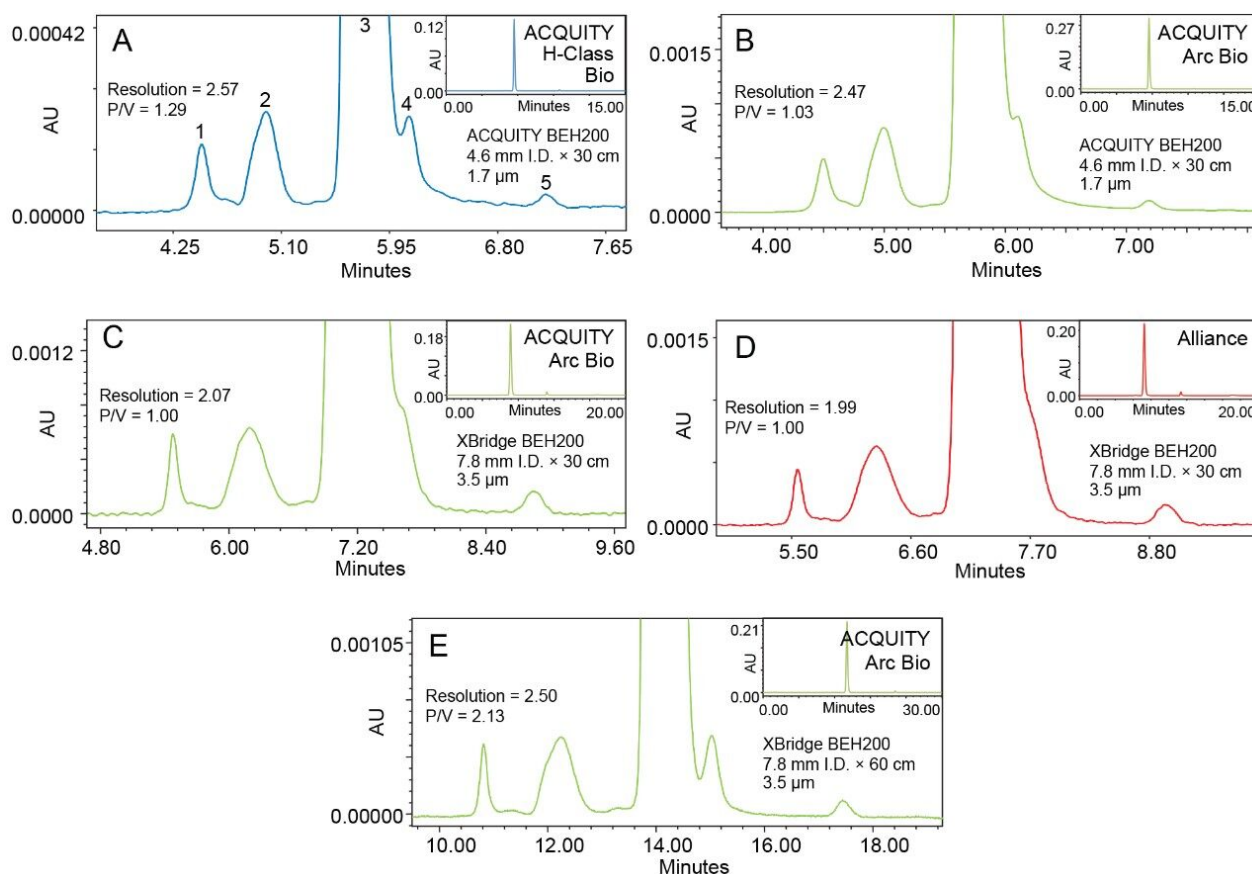 A
0.00042
0.00000
AU
Resolution = 2.57
P/V = 1.29
1
2
3
4
5
0.12
0.00
AU
0.00
Minutes
15.00
ACQUITY
H-Class
Bio
ACQUITY BEH200
4.6 mm I.D. × 30 cm
1.7 µm
4.25 5.10 5.95 6.80 7.65
Minutes
B
0.0015
0.0000
AU
Resolution = 2.47
P/V = 1.03
0.27
0.00
AU
0.00
Minutes
15.00
ACQUITY
Arc Bio
ACQUITY BEH200
4.6 mm I.D. × 30 cm
1.7 µm
4.00 5.00 6.00 7.00
Minutes
C
0.0012
0.0000
AU
Resolution = 2.07
P/V = 1.00
0.18
0.00
AU
0.00
Minutes
20.00
ACQUITY
Arc Bio
XBridge BEH200
7.8 mm I.D. × 30 cm
3.5 µm
4.80 6.00 7.20 8.40 9.60
Minutes
D
0.0015
0.0000
AU
Resolution = 1.99
P/V = 1.00
0.20
0.00
AU
0.00
Minutes
20.00
Alliance
XBridge BEH200
7.8 mm I.D. × 30 cm
3.5 µm
5.50 6.60 7.70 8.80
Minutes
E
0.00105
0.00000
AU
Resolution = 2.50
P/V = 2.13
0.21
0.00
AU
0.00
Minutes
30.00
ACQUITY
Arc Bio
XBridge BEH200
7.8 mm I.D. × 60 cm
3.5 µm
10.00 12.00 14.00 16.00 18.00
Minutes